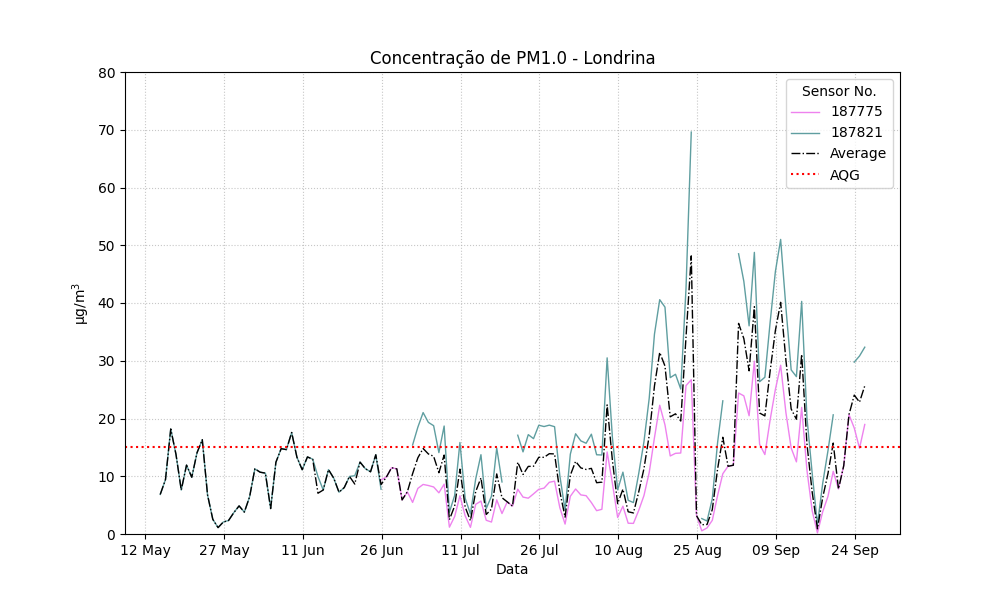 Concentração de PM1.0 - Londrina
80
70
60
50
40
30
20
10
0
µg/m³
Sensor No.
187775
187821
Average
AQG
12 May 27 May 11 Jun 26 Jun 11 Jul 26 Jul 10 Aug 25 Aug 09 Sep 24 Sep
Data